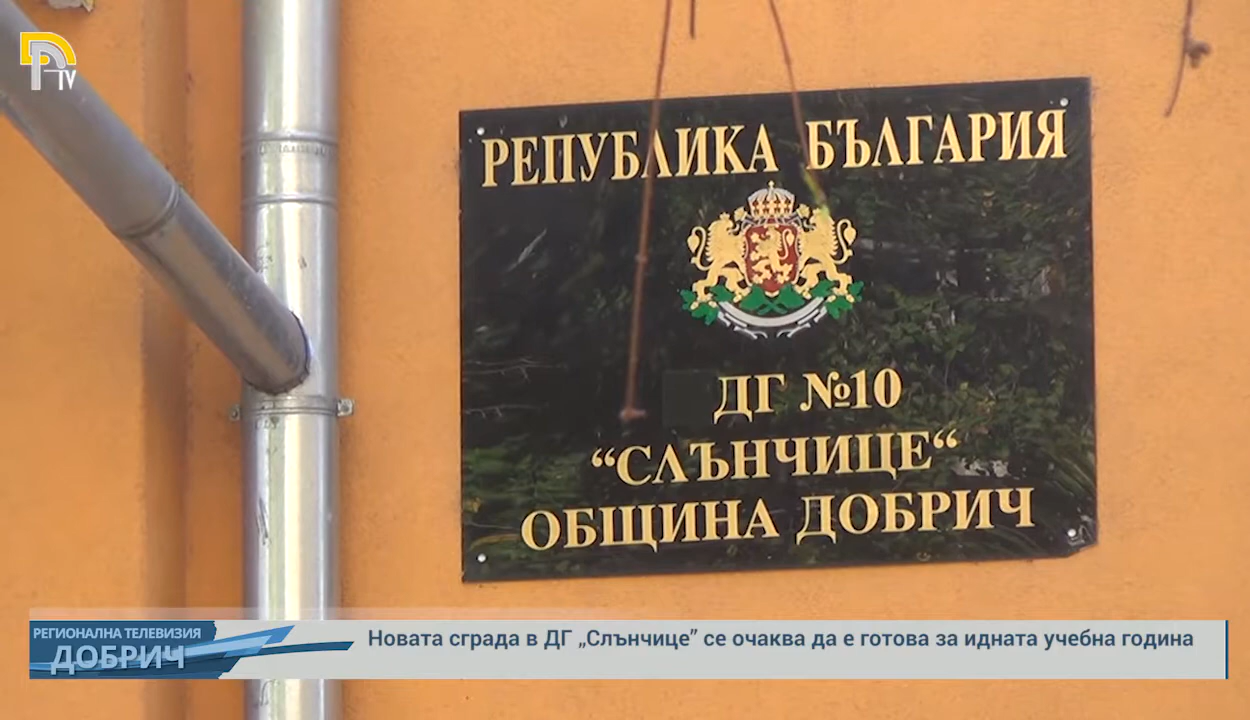 TV
РЕПУБЛИКА БЪЛГАРИЯ
ДГ №10
“СЛЪНЧИЦЕ“
ОБЩИНА ДОБРИЧ
РЕГИОНАЛНА ТЕЛЕВИЗИЯ
ДОБРИЧ
Новата сграда в ДГ „Слънчице” се очаква да е готова за идната учебна година